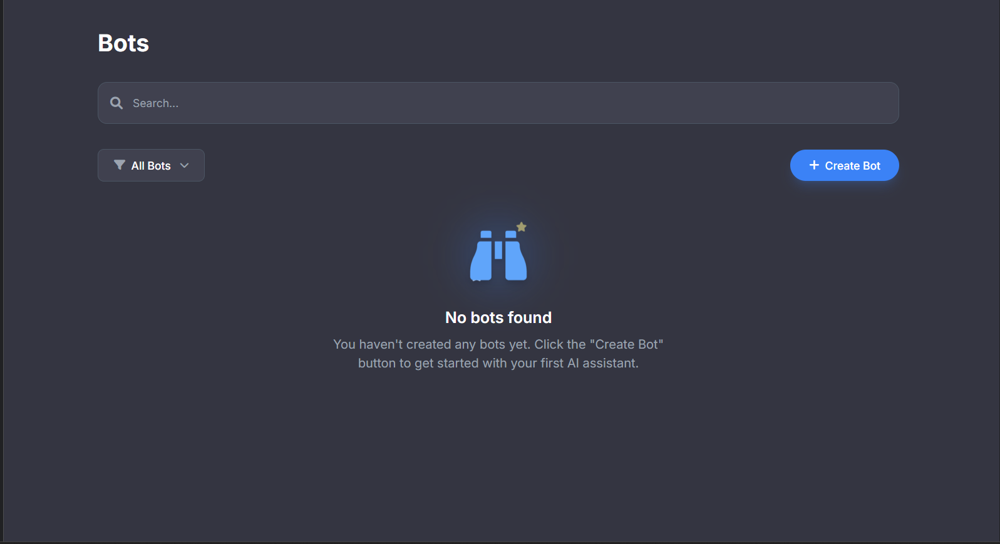 Bots
Search...
All Bots
Create Bot
No bots found
You haven't created any bots yet. Click the "Create Bot"
button to get started with your first AI assistant.